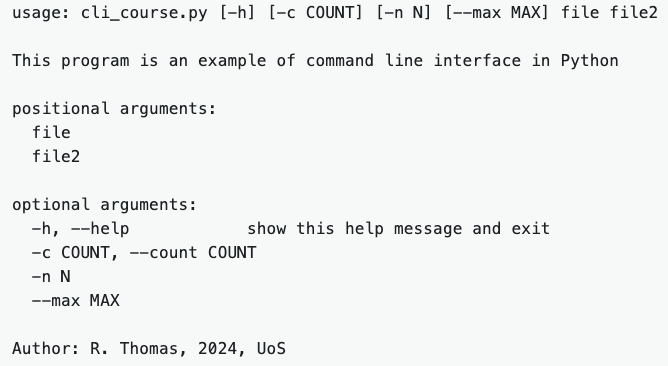 usage: cli_course.py [-h] [-c COUNT] [-n N] [--max MAX] file file2
This program is an example of command line interface in Python
positional arguments:
file
file2
optional arguments:
-h, --help show this help message and exit
-c COUNT, --count COUNT
-n N
--max MAX
Author: R. Thomas, 2024, UoS